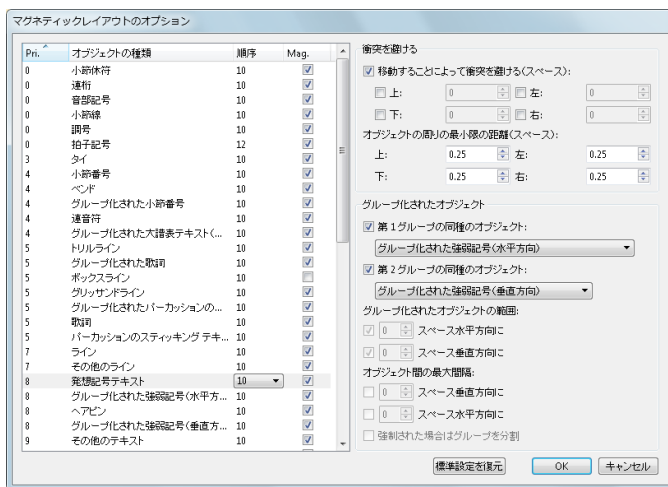 マグネティックレイアウトのオプション
Pri. オブジェクトの種類 順序 Mag.
0 小節休符 10
0 連桁 10
0 音部記号 10
0 小節線 10
0 調号 10
0 拍子記号 12
3 タイ 10
4 小節番号 10
4 ベンド 10
4 グループ化された小節番号 10
4 連音符 10
4 グループ化された大譜表テキスト(... 10
5 トリルライン 10
5 グループ化された歌詞 10
5 ボックスライン 10
5 グリッサンドライン 10
5 グループ化されたパーカッションの... 10
5 歌詞 10
5 パーカッションのスティッキング テキ... 10
7 ライン 10
7 その他のライン 10
8 発想記号テキスト 10
8 グループ化された強弱記号(水平方... 10
8 ヘアピン 10
8 グループ化された強弱記号(垂直方... 10
9 その他のテキスト 10
衝突を避ける
移動することによって衝突を避ける(スペース):
上: 0 左: 0
下: 0 右: 0
オブジェクトの周りの最小限の距離(スペース):
上: 0.25 左: 0.25
下: 0.25 右: 0.25
グループ化されたオブジェクト
第1グループの同種のオブジェクト:
グループ化された強弱記号(水平方向)
第2グループの同種のオブジェクト:
グループ化された強弱記号(垂直方向)
グループ化されたオブジェクトの範囲:
0 スペース水平方向に
0 スペース垂直方向に
オブジェクト間の最大間隔:
0 スペース垂直方向に
0 スペース水平方向に
強制された場合はグループを分割
標準設定を復元 OK キャンセル